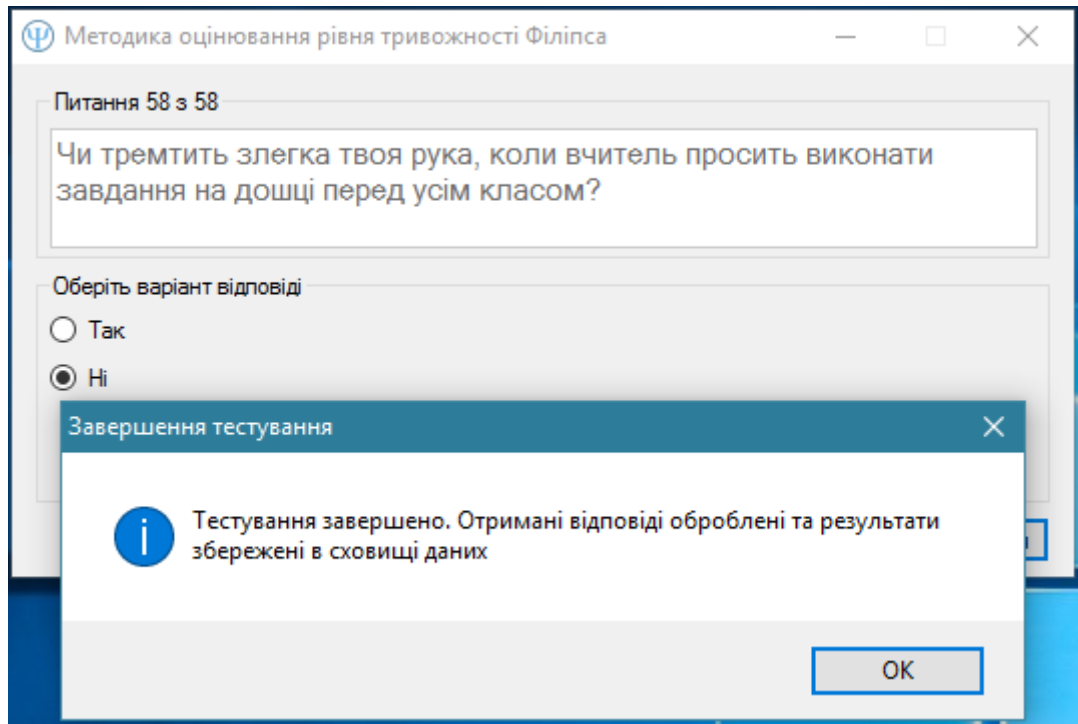 Методика оцінювання рівня тривожності Філіпса
Питання 58 з 58
Чи тремтить злегка твоя рука, коли вчитель просить виконати
завдання на дошці перед усім класом?
Оберіть варіант відповіді
Так
Ні
Завершення тестування
Тестування завершено. Отримані відповіді оброблені та результати
збережені в сховищі даних
OK